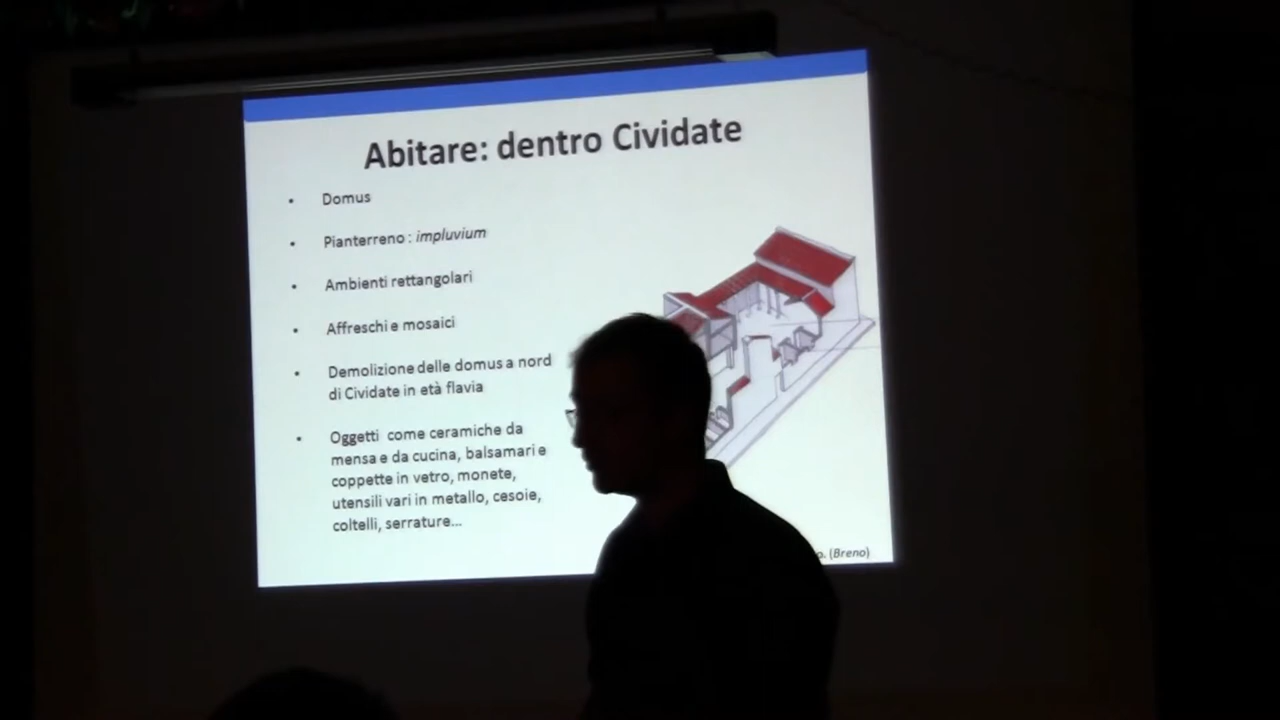 Abitare: dentro Cividate
• Domus
• Pianterreno : impluvium
• Ambienti rettangolari
• Affreschi e mosaici
• Demolizione delle domus a nord
di Cividate in età flavia
• Oggetti come ceramiche da
mensa e da cucina, balsamari e
coppette in vetro, monete,
utensili vari in metallo, cesoie,
coltelli, serrature...
(Breno)